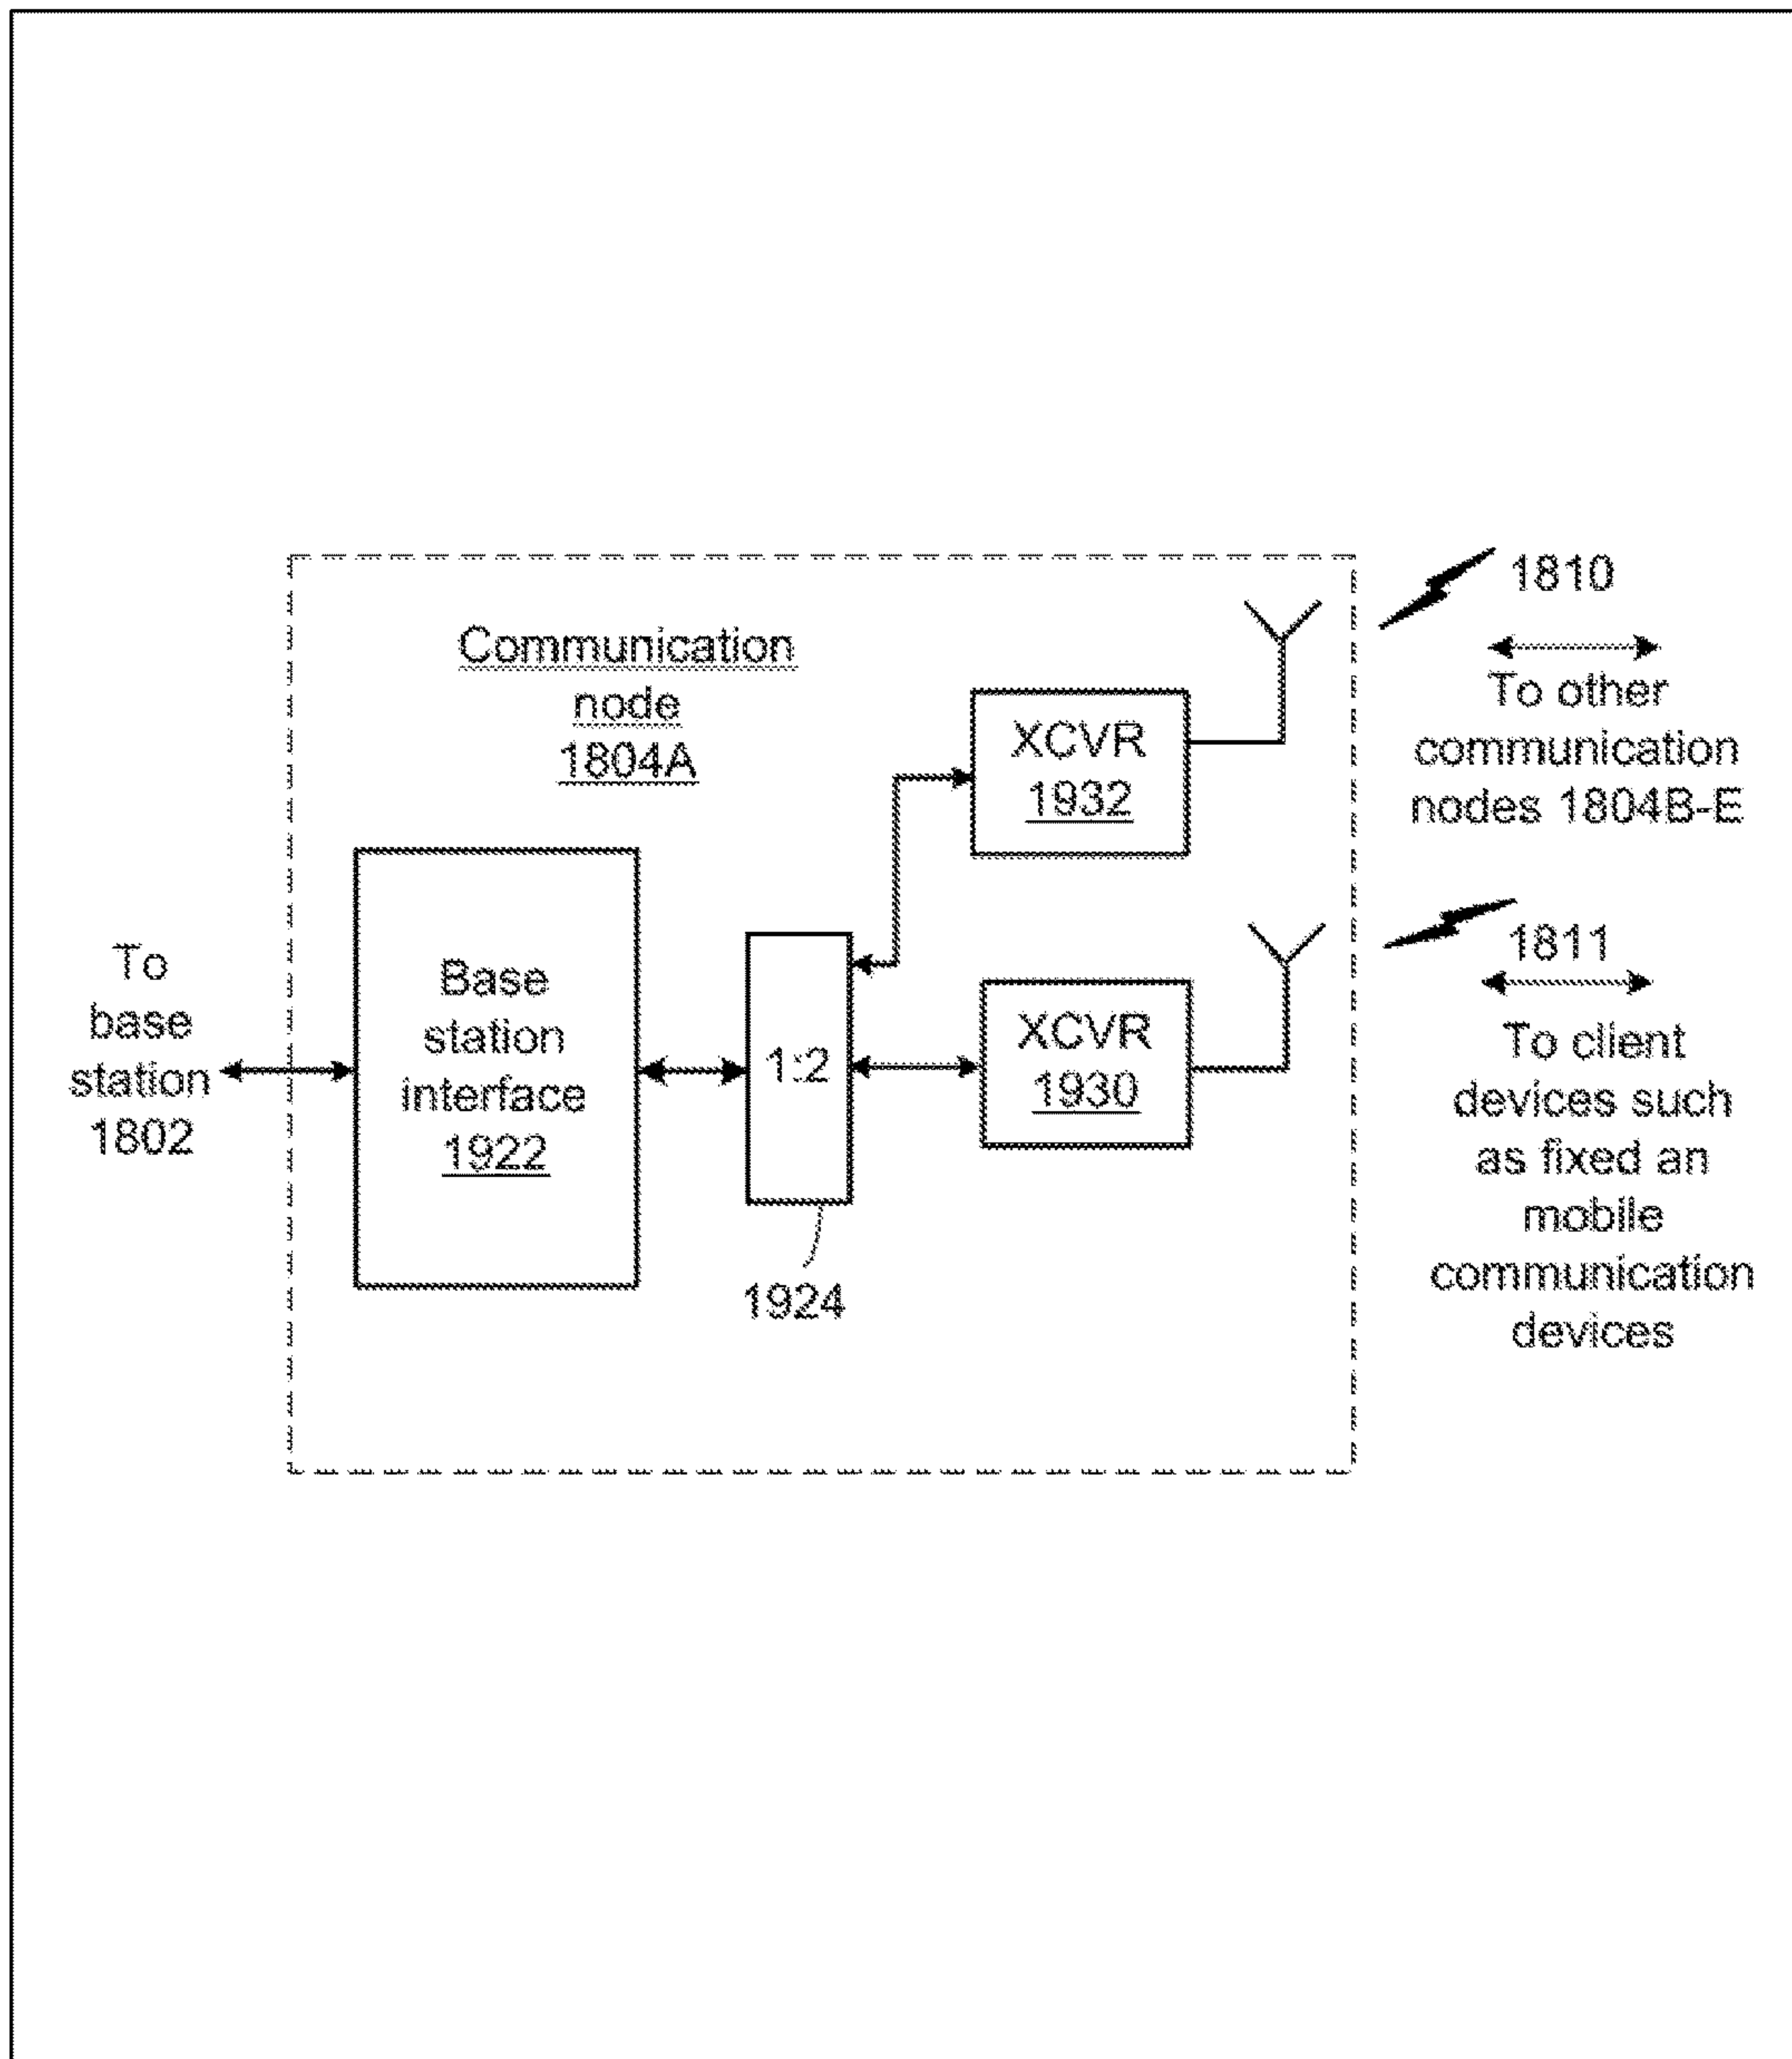 Communication
node
1804A
To
base
station
1802
Base
station
interface
1922
1:2
1924
XCVR
1932
XCVR
1930
1810
To other
communication
nodes 1804B-E
1811
To client
devices such
as fixed an
mobile
communication
devices